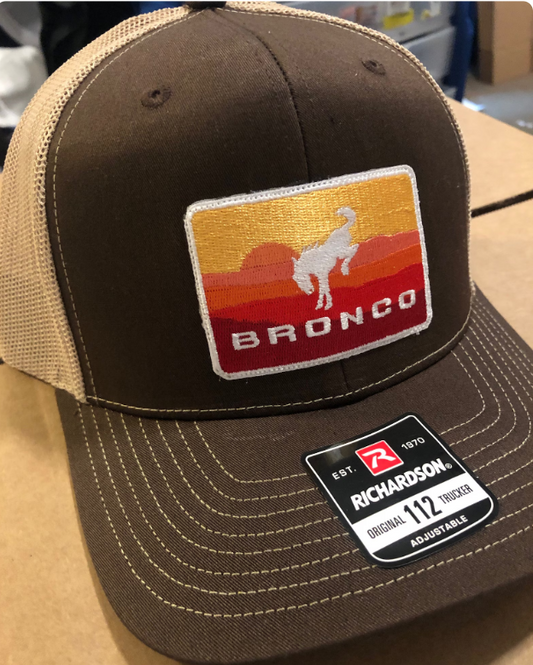 BRONCO
EST. R 1970
RICHARDSON®
ORIGINAL 112 TRUCKER
ADJUSTABLE